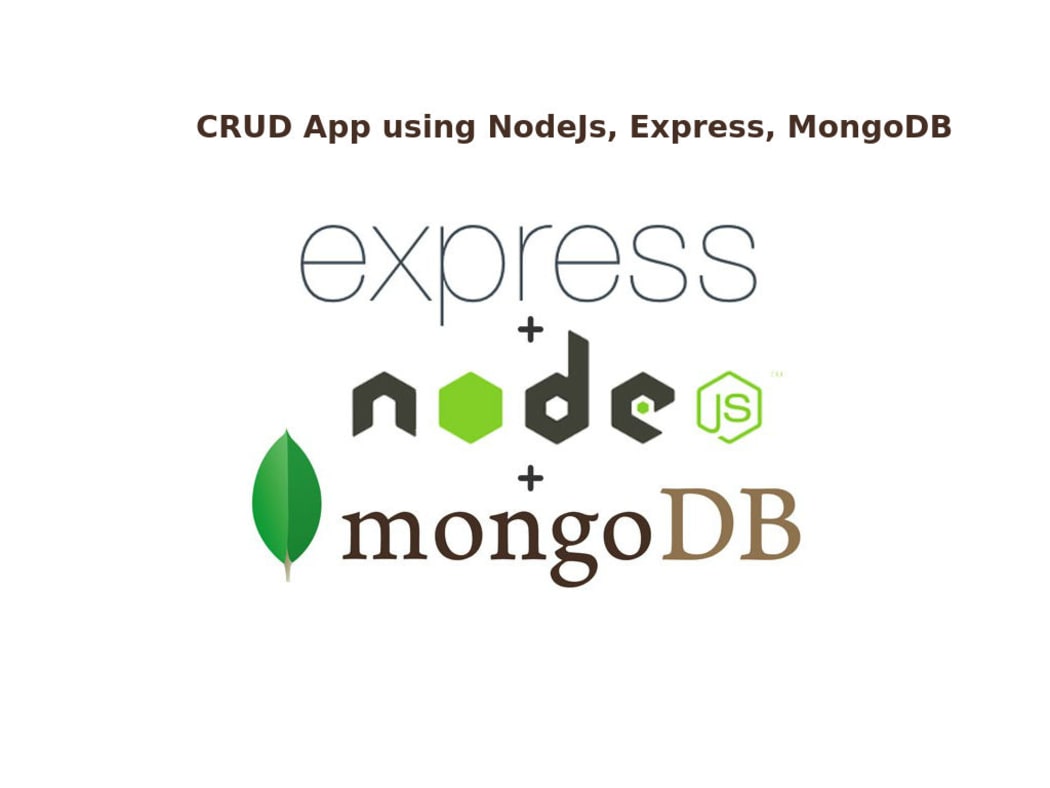 CRUD App using NodeJs, Express, MongoDB
express
+
node JS
+
mongoDB